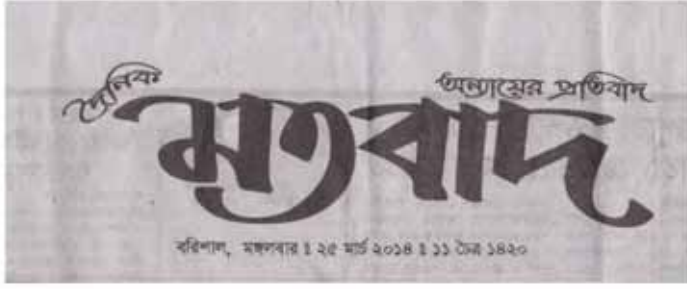 দৈনিক
অন্যায়ের প্রতিবাদ
মতবাদ
বরিশাল, মঙ্গলবার ঃ ২৫ মার্চ ২০১৪ ঃ ১১ চৈত্র ১৪২০